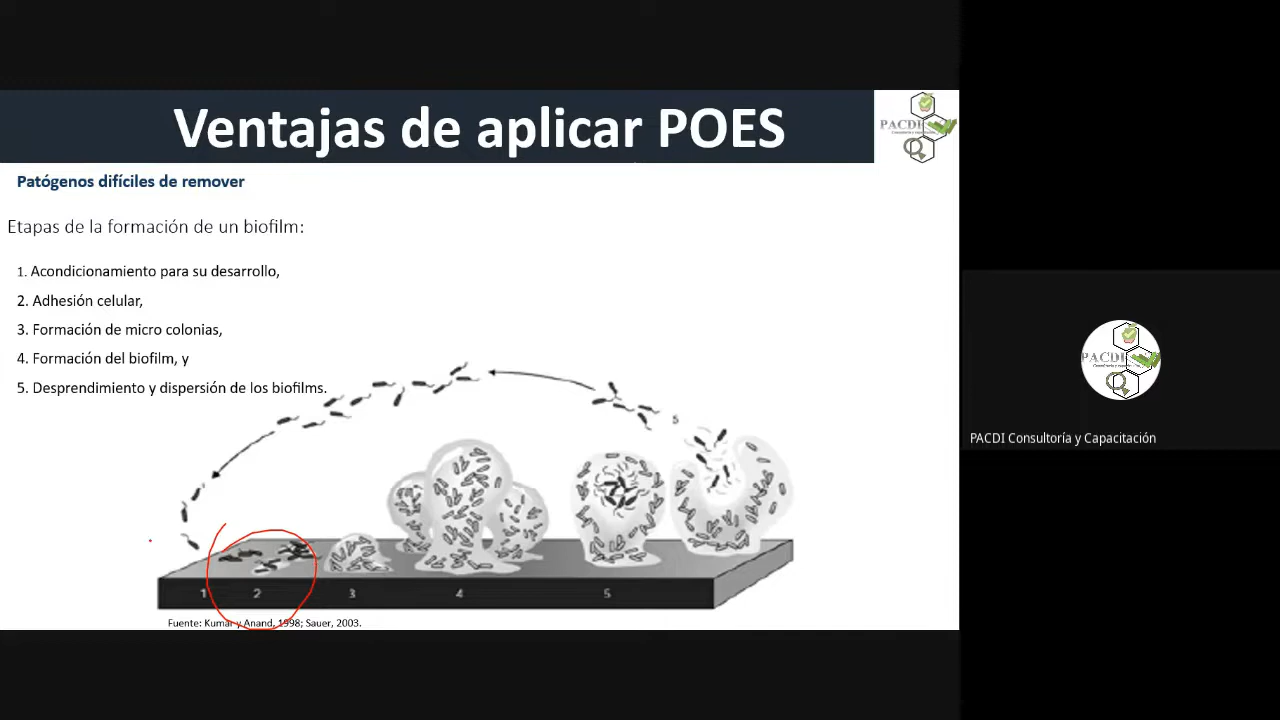 Ventajas de aplicar POES
PACDI
Patógenos difíciles de remover
Etapas de la formación de un biofilm:
1. Acondicionamiento para su desarrollo,
2. Adhesión celular,
3. Formación de micro colonias,
4. Formación del biofilm, y
5. Desprendimiento y dispersión de los biofilms.
5
1 2 3 4 5
Fuente: Kumar y Anand, 1998; Sauer, 2003.
PACDI
PACDI Consultoría y Capacitación